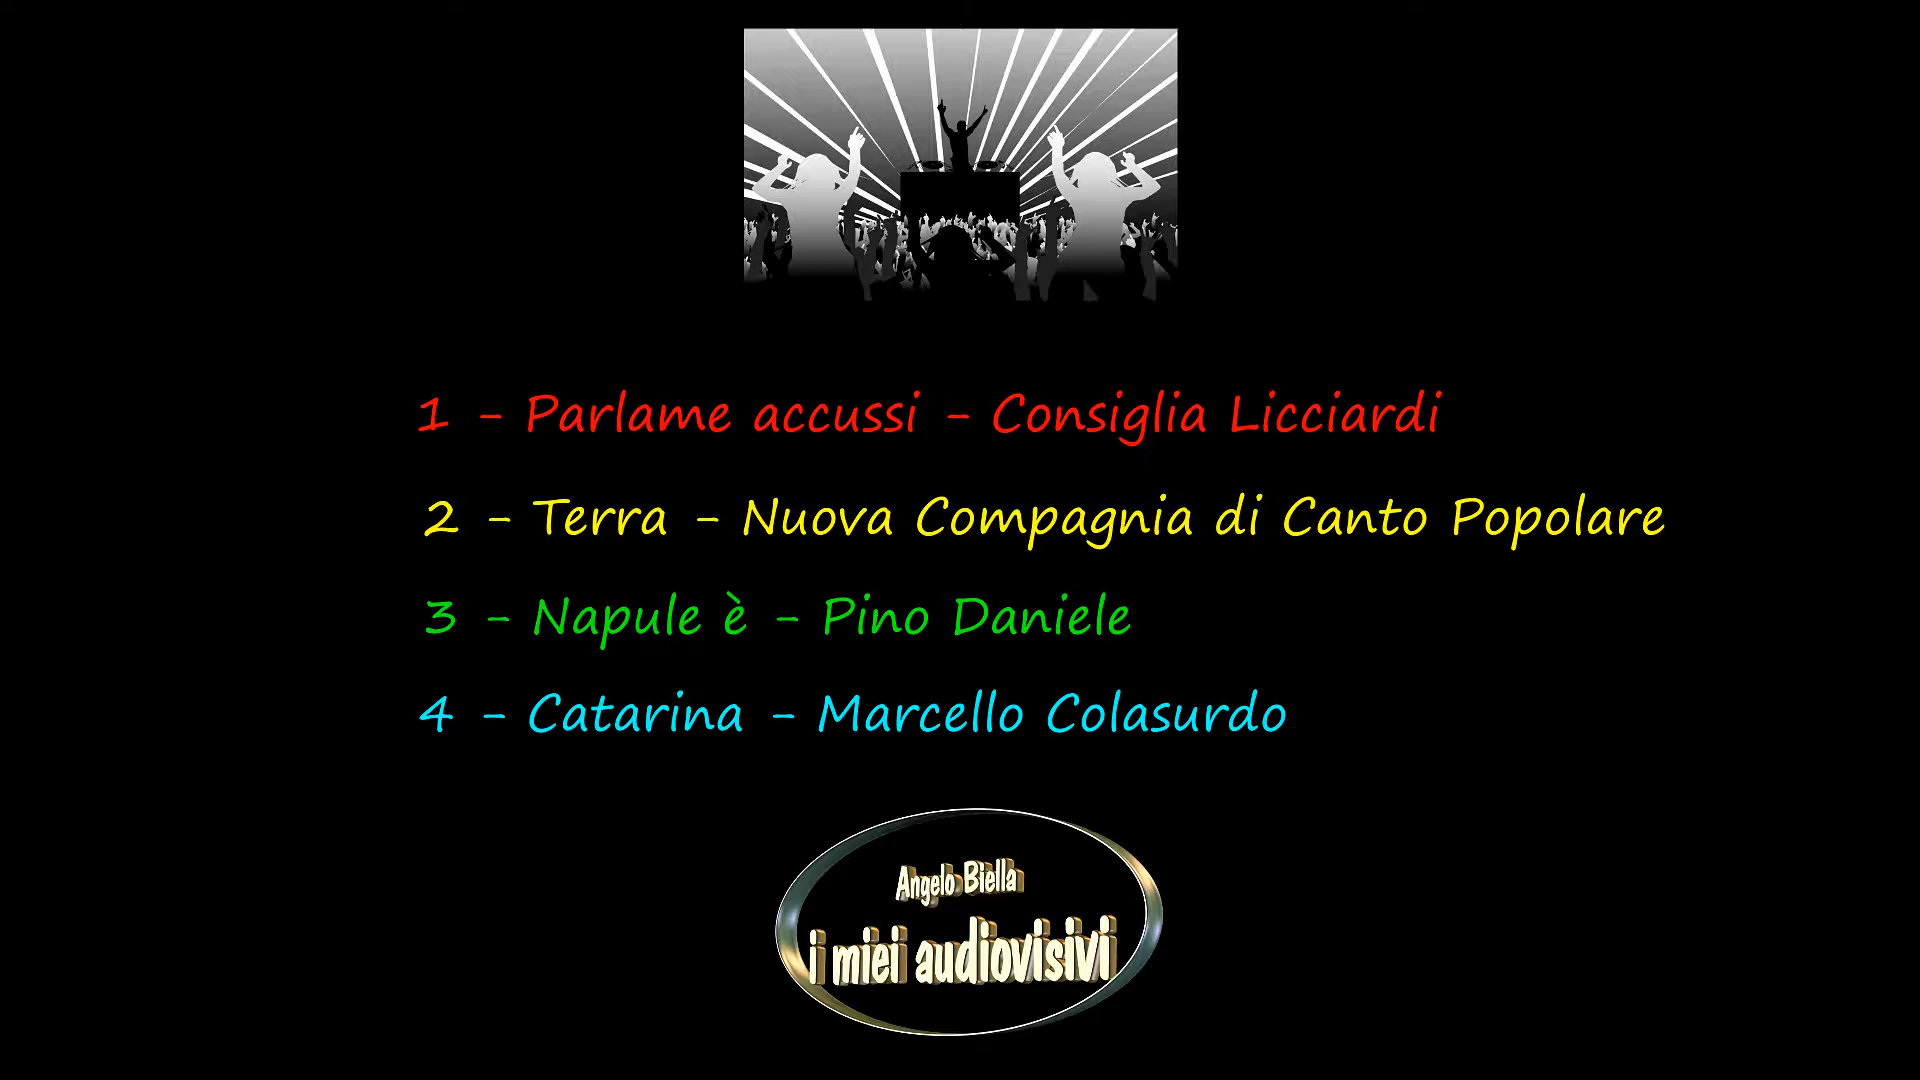 1 - Parlame accussi - Consiglia Licciardi
2 - Terra - Nuova Compagnia di Canto Popolare
3 - Napule è - Pino Daniele
4 - Catarina - Marcello Colasurdo
Angelo Biella
i miei audiovisivi